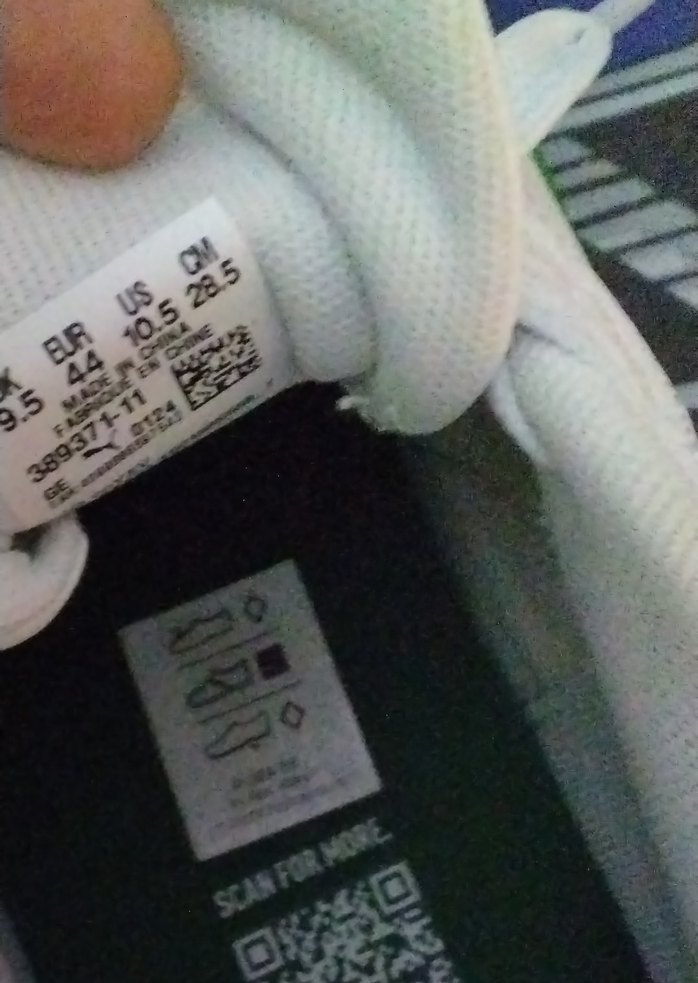 UK EUR US CM
9.5 44 10.5 28.5
MADE IN CHINA
FABRIQUE EN CHINE
389371-11 0124
GE
SCAN FOR MORE.